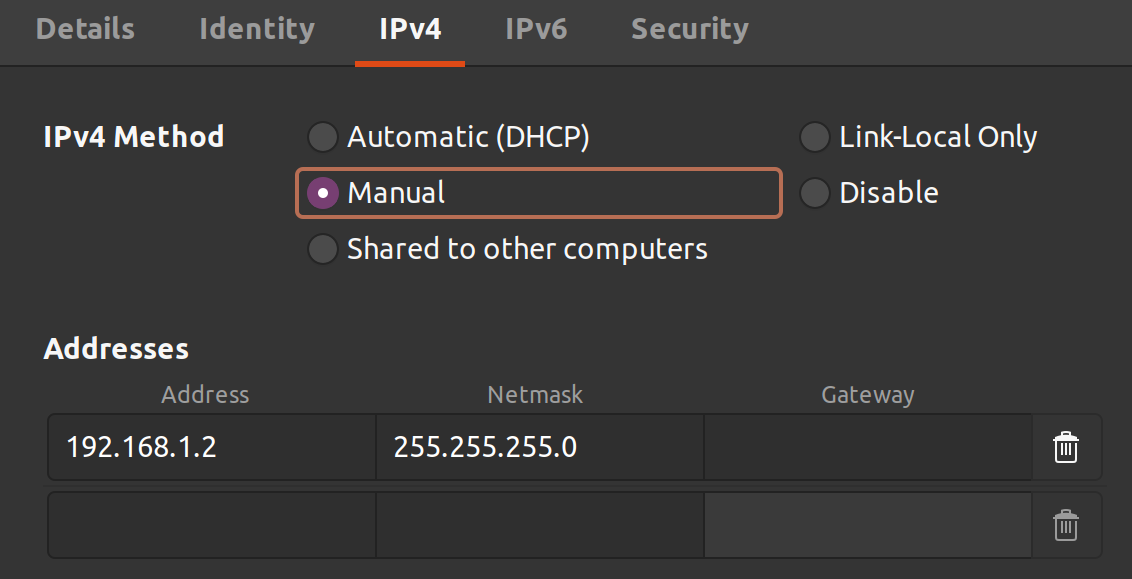 Details Identity IPv4 IPv6 Security
IPv4 Method Automatic (DHCP) Link-Local Only
Manual Disable
Shared to other computers
Addresses
Address Netmask Gateway
192.168.1.2 255.255.255.0